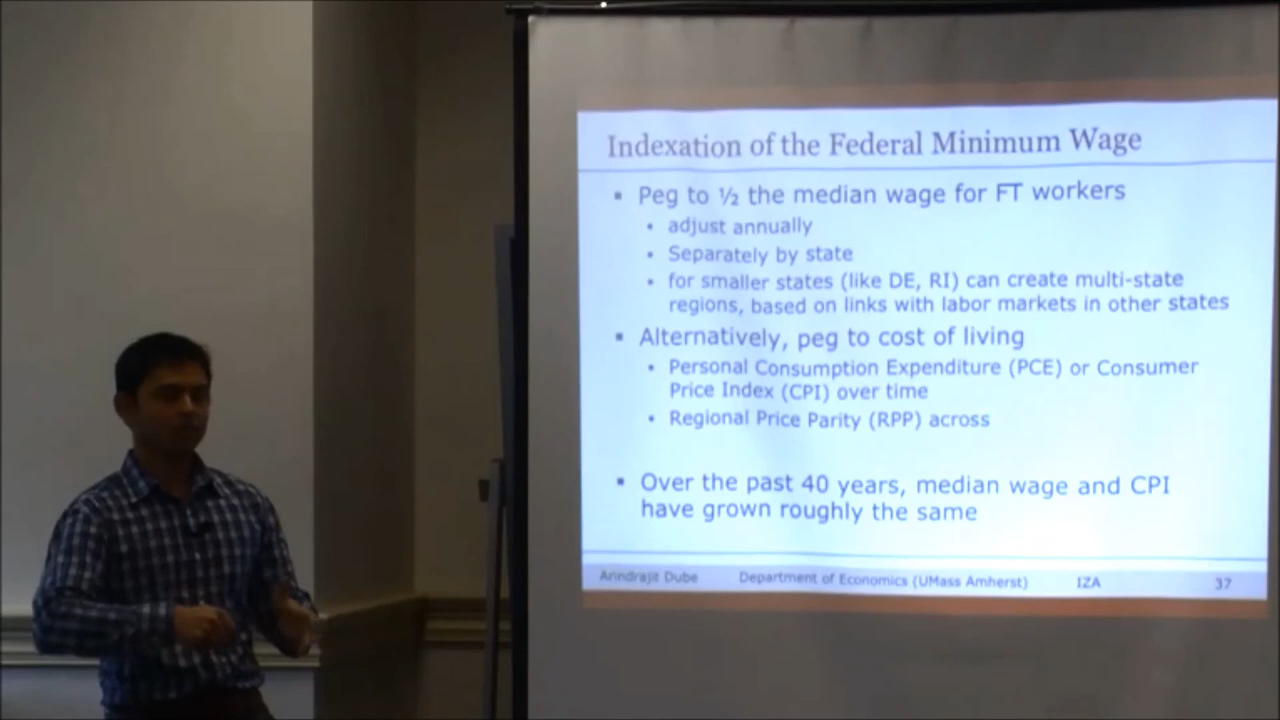 Indexation of the Federal Minimum Wage
▪ Peg to ½ the median wage for FT workers
• adjust annually
• Separately by state
• for smaller states (like DE, RI) can create multi-state
regions, based on links with labor markets in other states
▪ Alternatively, peg to cost of living
• Personal Consumption Expenditure (PCE) or Consumer
Price Index (CPI) over time
• Regional Price Parity (RPP) across
▪ Over the past 40 years, median wage and CPI
have grown roughly the same
Arindrajit Dube Department of Economics (UMass Amherst) IZA 37